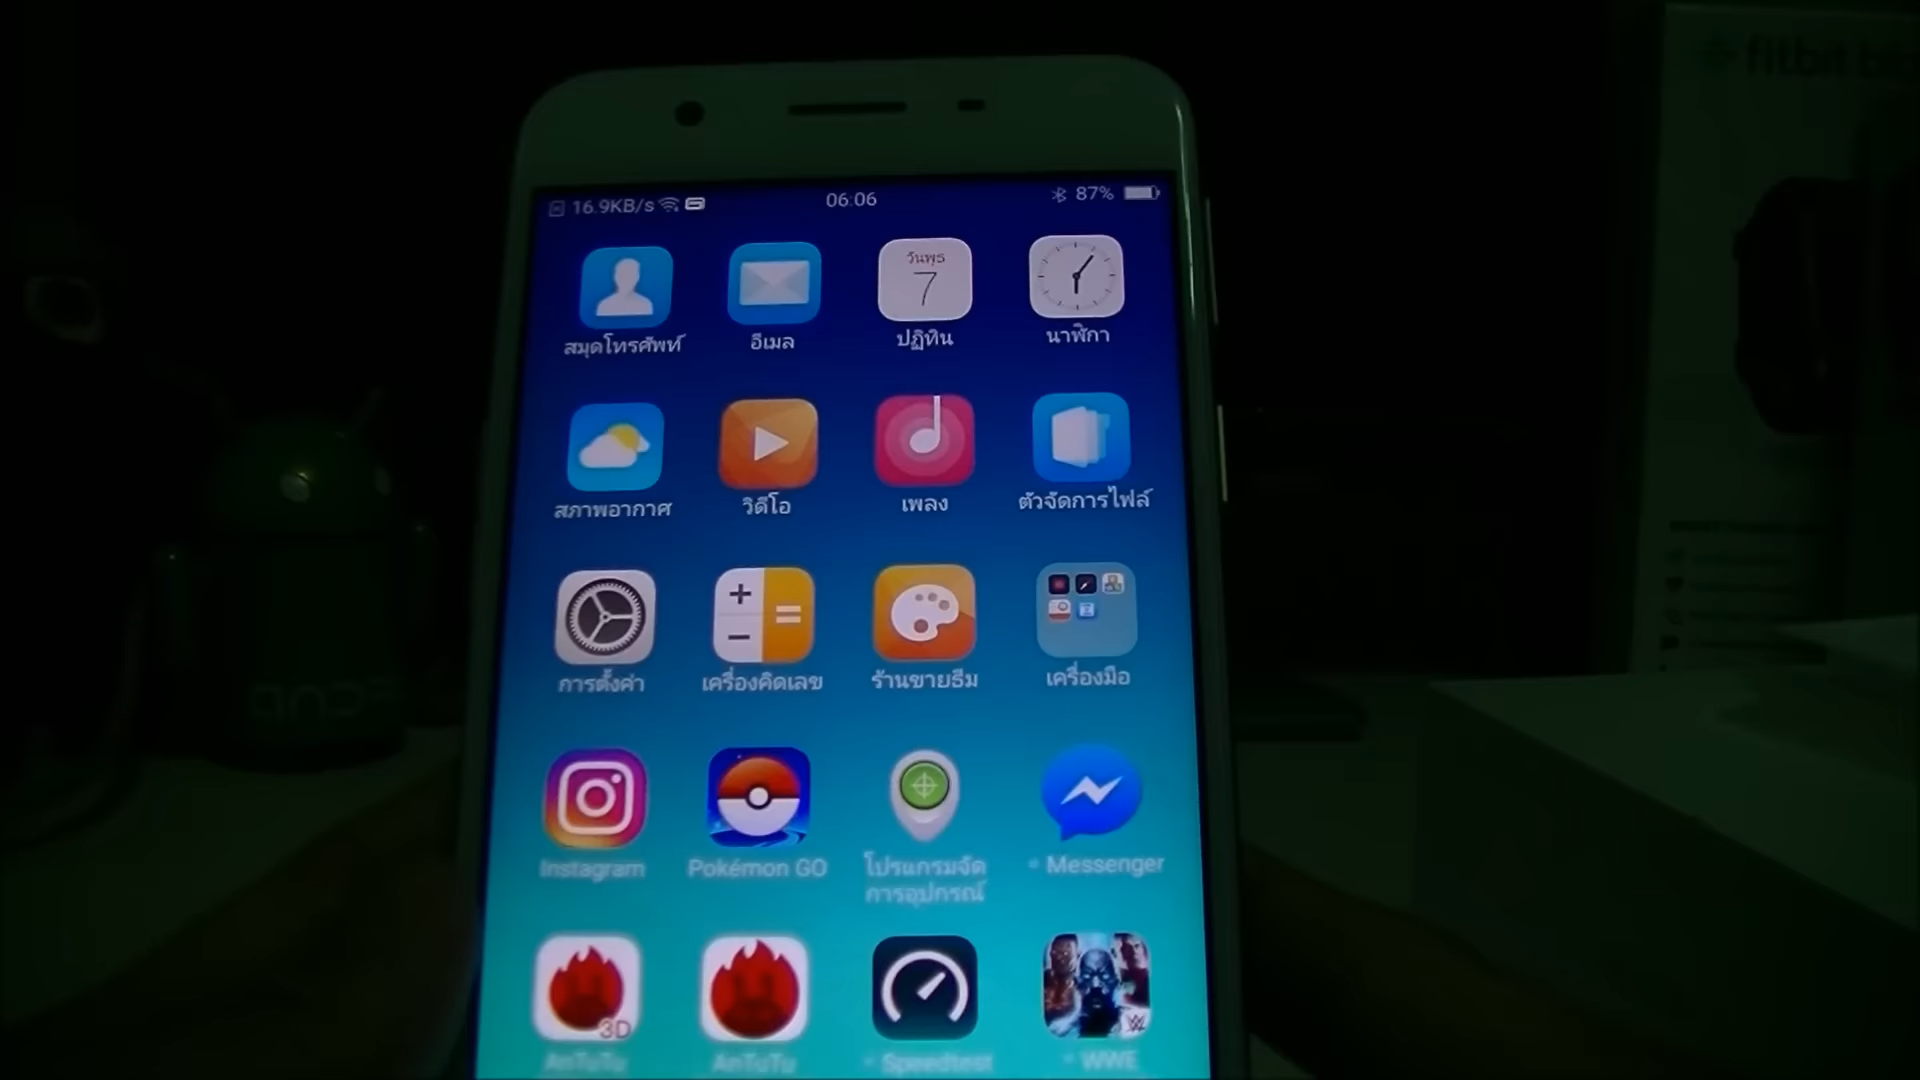 fitbit
16.9KB/s
06:06
87%
วันพุธ
7
สมุดโทรศัพท์
อีเมล
ปฏิทิน
นาฬิกา
สภาพอากาศ
วิดีโอ
เพลง
ตัวจัดการไฟล์
การตั้งค่า
เครื่องคิดเลข
ร้านขายธีม
เครื่องมือ
Instagram
Pokémon GO
โปรแกรมจัด
การอุปกรณ์
Messenger
3D
AnTuTu
AnTuTu
Speedtest
WWE